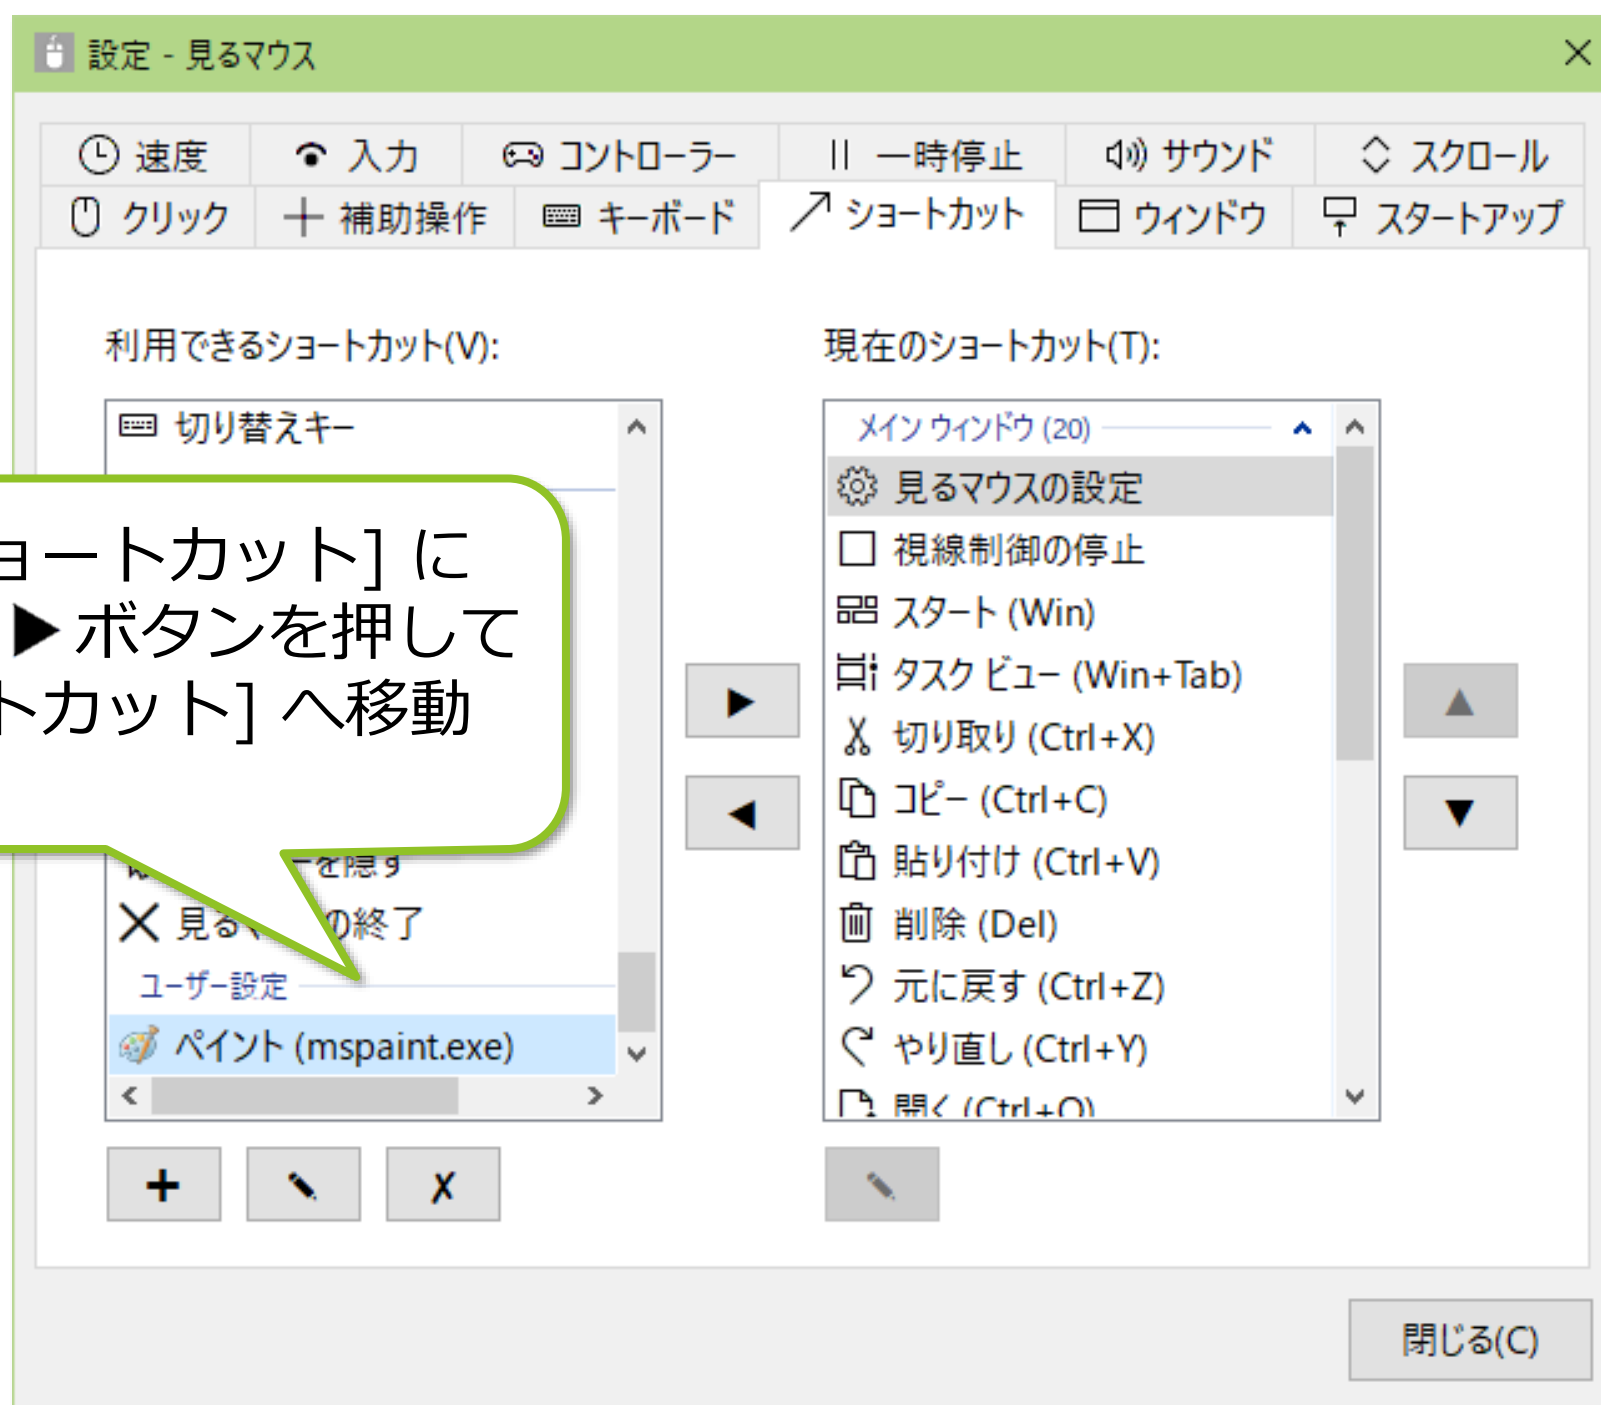 設定 - 見るマウス
速度 入力 コントローラー 一時停止 サウンド スクロール
クリック 補助操作 キーボード ショートカット ウィンドウ スタートアップ
利用できるショートカット(V):
切り替えキー
ョートカット] に
▶ ボタンを押して
トカット] へ移動
ーを隠す
見る の終了
ユーザー設定
ペイント (mspaint.exe)
現在のショートカット(T):
メイン ウィンドウ (20)
見るマウスの設定
視線制御の停止
スタート (Win)
タスク ビュー (Win+Tab)
切り取り (Ctrl+X)
コピー (Ctrl+C)
貼り付け (Ctrl+V)
削除 (Del)
元に戻す (Ctrl+Z)
やり直し (Ctrl+Y)
開く (Ctrl+O)
閉じる(C)